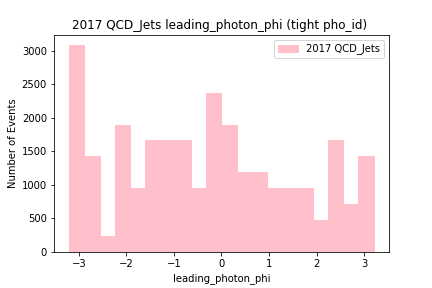 2017 QCD_Jets leading_photon_phi (tight pho_id)
2017 QCD_Jets
Number of Events
3000
2500
2000
1500
1000
500
0
−3 −2 −1 0 1 2 3
leading_photon_phi